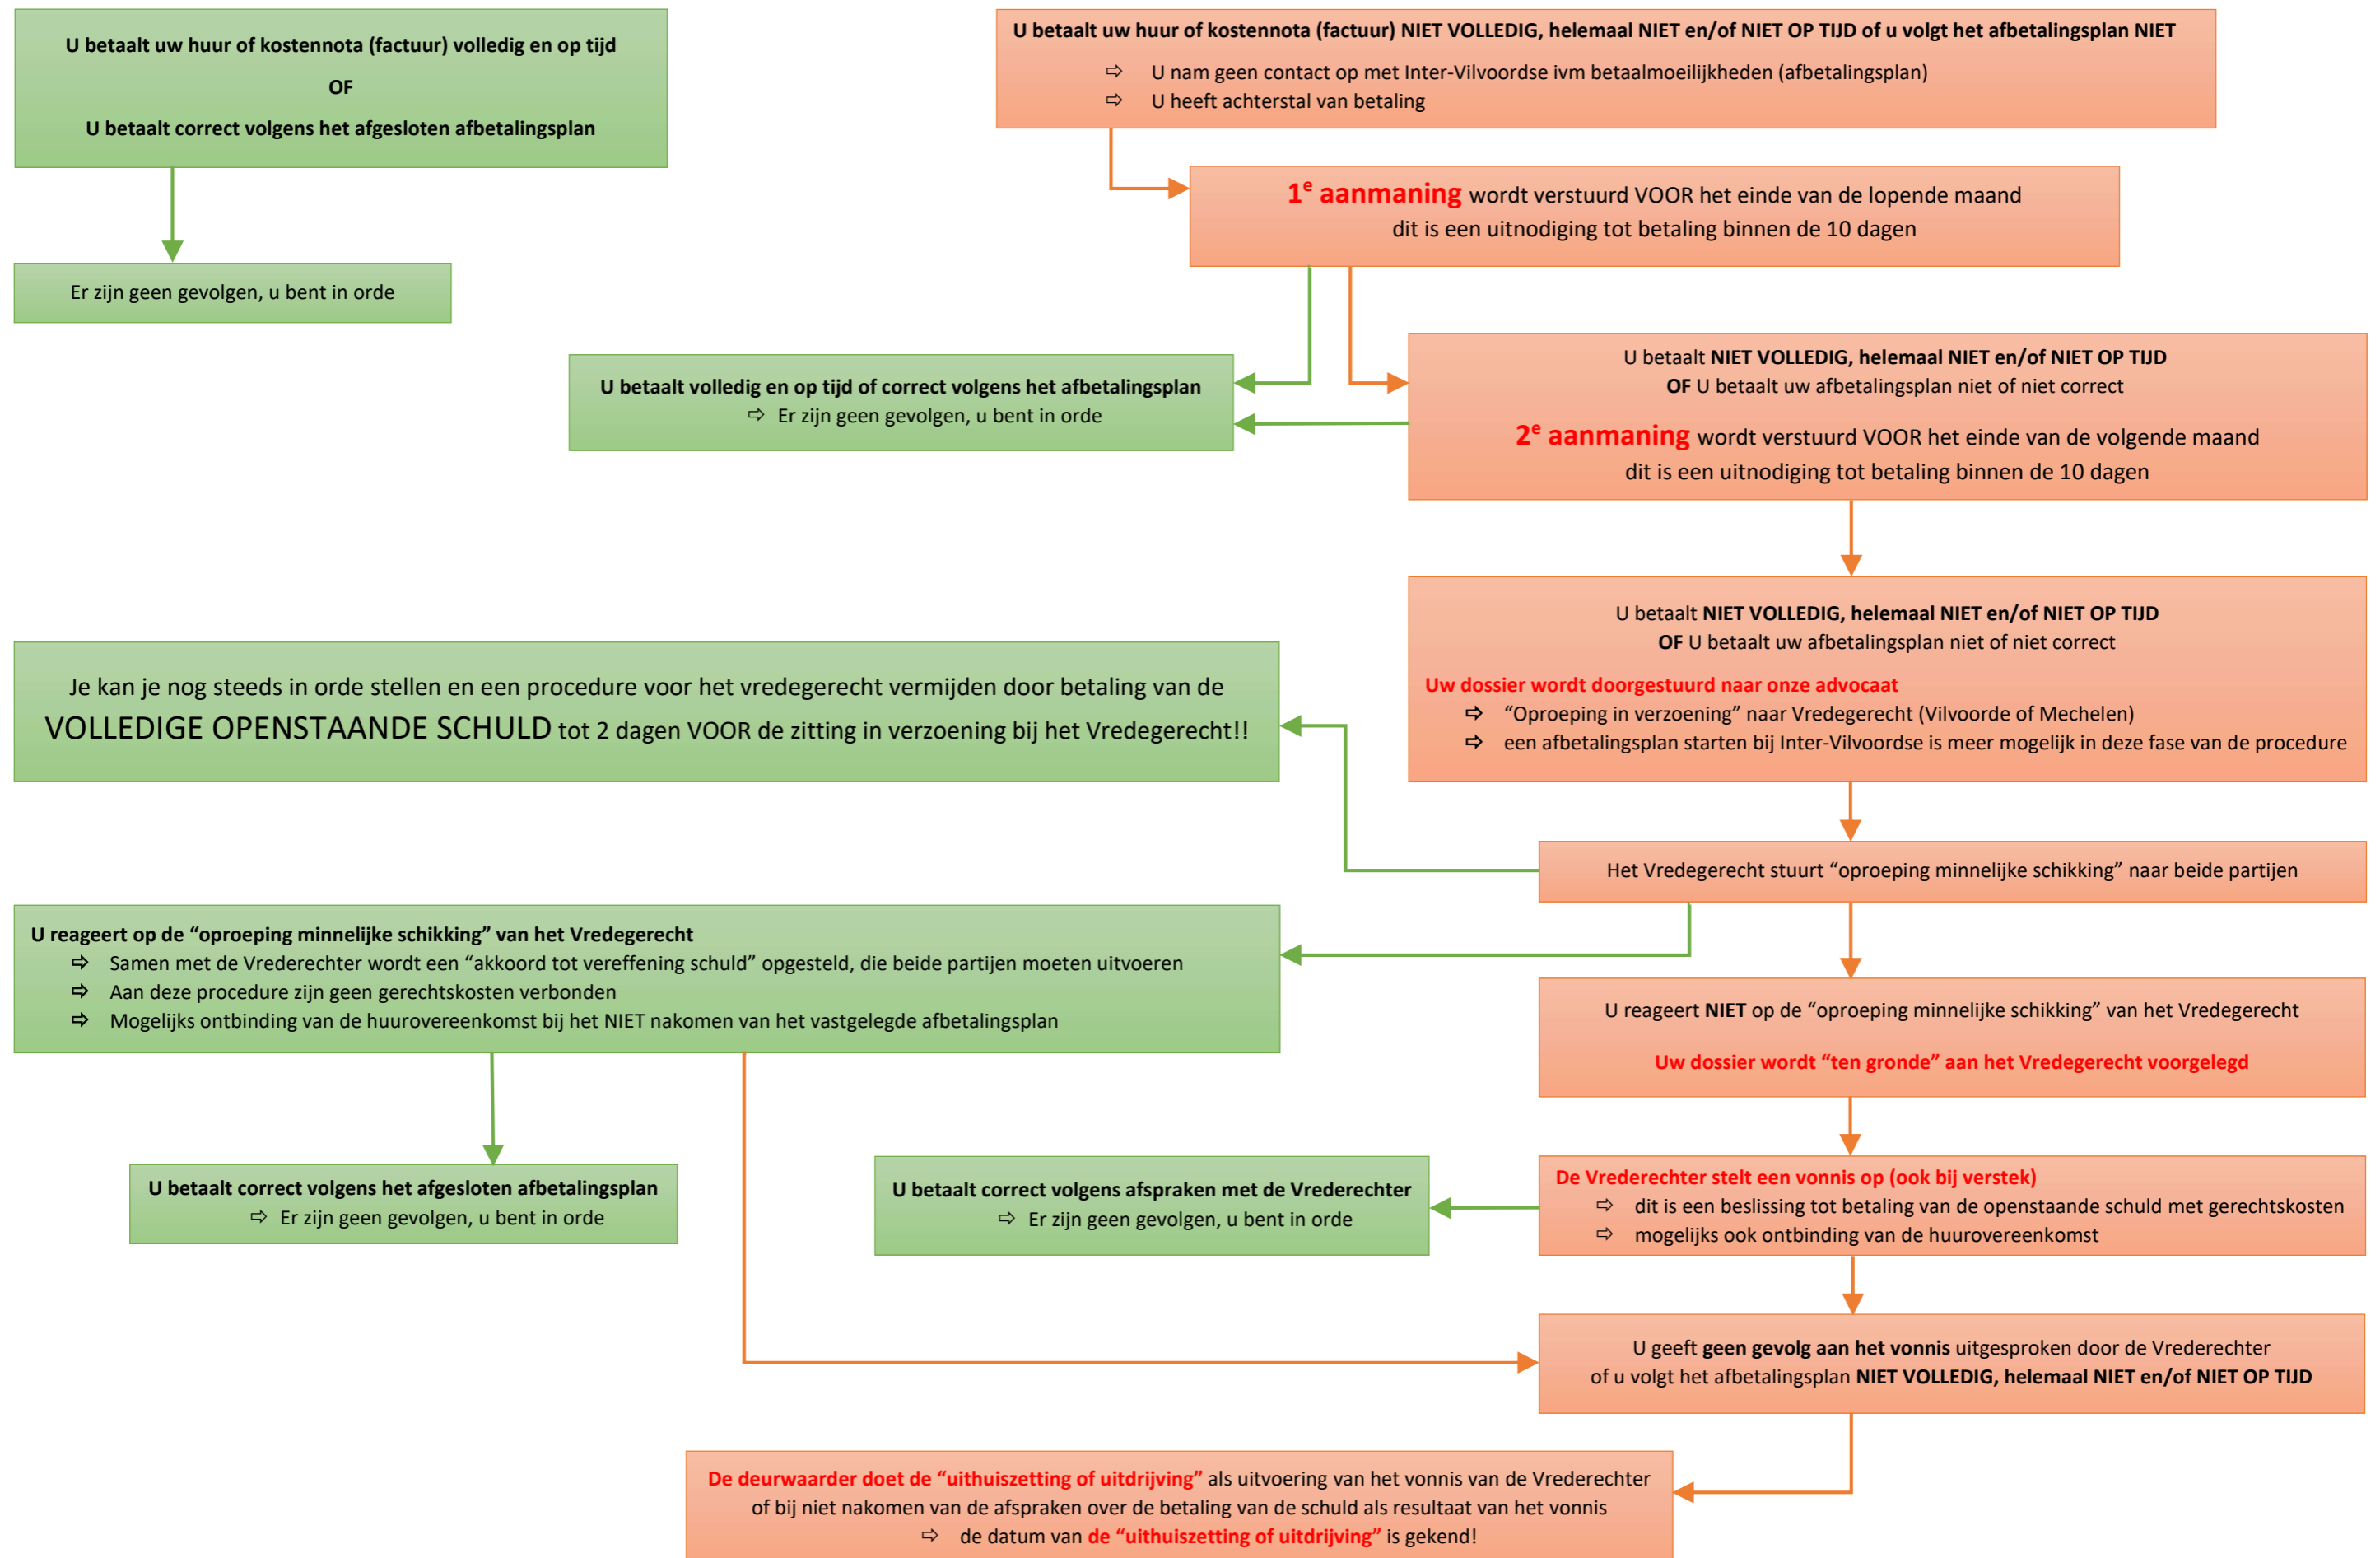 U betaalt uw huur of kostennota (factuur) volledig en op tijd
OF
U betaalt correct volgens het afgesloten afbetalingsplan
U betaalt uw huur of kostennota (factuur) NIET VOLLEDIG, helemaal NIET en/of NIET OP TIJD of u volgt het afbetalingsplan NIET
⇨ U nam geen contact op met Inter-Vilvoordse ivm betaalmoeilijkheden (afbetalingsplan)
⇨ U heeft achterstal van betaling
1e aanmaning wordt verstuurd VOOR het einde van de lopende maand
dit is een uitnodiging tot betaling binnen de 10 dagen
Er zijn geen gevolgen, u bent in orde
U betaalt volledig en op tijd of correct volgens het afbetalingsplan
⇨ Er zijn geen gevolgen, u bent in orde
U betaalt NIET VOLLEDIG, helemaal NIET en/of NIET OP TIJD
OF U betaalt uw afbetalingsplan niet of niet correct
2e aanmaning wordt verstuurd VOOR het einde van de volgende maand
dit is een uitnodiging tot betaling binnen de 10 dagen
U betaalt NIET VOLLEDIG, helemaal NIET en/of NIET OP TIJD
OF U betaalt uw afbetalingsplan niet of niet correct
Uw dossier wordt doorgestuurd naar onze advocaat
⇨ “Oproeping in verzoening” naar Vredegerecht (Vilvoorde of Mechelen)
⇨ een afbetalingsplan starten bij Inter-Vilvoordse is meer mogelijk in deze fase van de procedure
Je kan je nog steeds in orde stellen en een procedure voor het vredegerecht vermijden door betaling van de
VOLLEDIGE OPENSTAANDE SCHULD tot 2 dagen VOOR de zitting in verzoening bij het Vredegerecht!!
Het Vredegerecht stuurt “oproeping minnelijke schikking” naar beide partijen
U reageert op de “oproeping minnelijke schikking” van het Vredegerecht
⇨ Samen met de Vrederechter wordt een “akkoord tot vereffening schuld” opgesteld, die beide partijen moeten uitvoeren
⇨ Aan deze procedure zijn geen gerechtskosten verbonden
⇨ Mogelijks ontbinding van de huurovereenkomst bij het NIET nakomen van het vastgelegde afbetalingsplan
U reageert NIET op de “oproeping minnelijke schikking” van het Vredegerecht
Uw dossier wordt “ten gronde” aan het Vredegerecht voorgelegd
U betaalt correct volgens het afgesloten afbetalingsplan
⇨ Er zijn geen gevolgen, u bent in orde
U betaalt correct volgens afspraken met de Vrederechter
⇨ Er zijn geen gevolgen, u bent in orde
De Vrederechter stelt een vonnis op (ook bij verstek)
⇨ dit is een beslissing tot betaling van de openstaande schuld met gerechtskosten
⇨ mogelijks ook ontbinding van de huurovereenkomst
U geeft geen gevolg aan het vonnis uitgesproken door de Vrederechter
of u volgt het afbetalingsplan NIET VOLLEDIG, helemaal NIET en/of NIET OP TIJD
De deurwaarder doet de “uithuiszetting of uitdrijving” als uitvoering van het vonnis van de Vrederechter
of bij niet nakomen van de afspraken over de betaling van de schuld als resultaat van het vonnis
⇨ de datum van de “uithuiszetting of uitdrijving” is gekend!